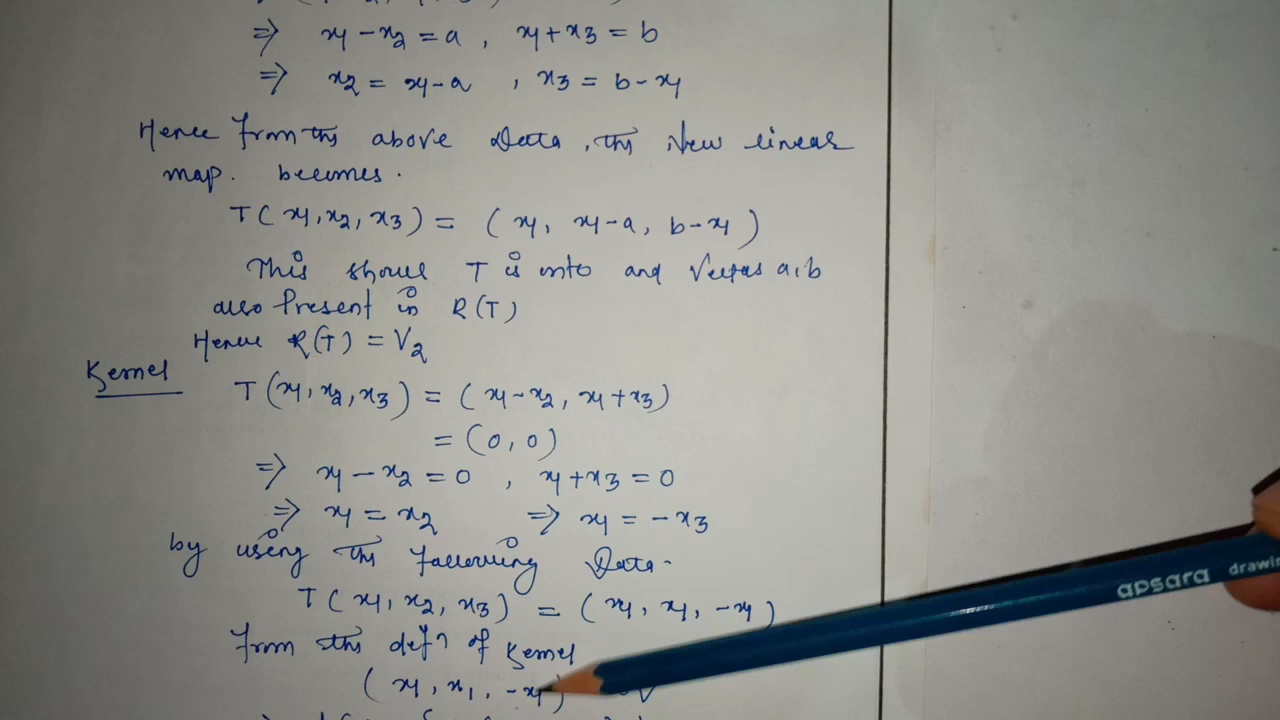 ⇒ x1 - x2 = a , x1 + x3 = b
⇒ x2 = x1 - a , x3 = b - x1
Hence from the above Data, the New linear
map. becomes.
T(x1, x2, x3) = (x1, x1 - a, b - x1)
This shows T is into and Vectors a, b
also Present in R(T)
Hence R(T) = V2
Kernel
T(x1, x2, x3) = (x1 - x2, x1 + x3)
= (0, 0)
⇒ x1 - x2 = 0 , x1 + x3 = 0
⇒ x1 = x2 ⇒ x1 = -x3
by using the following Data.
T(x1, x2, x3) = (x1, x1, -x1)
from the defn of Kernel
(x1, x1, -x1)
apsara drawin